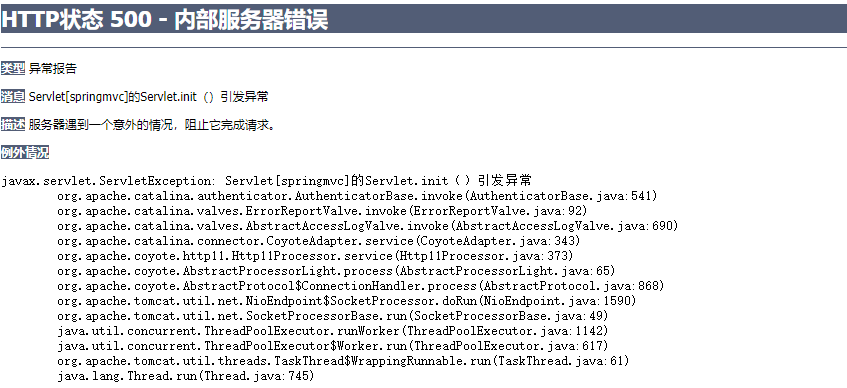 HTTP状态 500 - 内部服务器错误
类型 异常报告
消息 Servlet[springmvc]的Servlet.init（）引发异常
描述 服务器遇到一个意外的情况，阻止它完成请求。
例外情况
javax.servlet.ServletException: Servlet[springmvc]的Servlet.init（）引发异常
org.apache.catalina.authenticator.AuthenticatorBase.invoke(AuthenticatorBase.java:541)
org.apache.catalina.valves.ErrorReportValve.invoke(ErrorReportValve.java:92)
org.apache.catalina.valves.AbstractAccessLogValve.invoke(AbstractAccessLogValve.java:690)
org.apache.catalina.connector.CoyoteAdapter.service(CoyoteAdapter.java:343)
org.apache.coyote.http11.Http11Processor.service(Http11Processor.java:373)
org.apache.coyote.AbstractProcessorLight.process(AbstractProcessorLight.java:65)
org.apache.coyote.AbstractProtocol$ConnectionHandler.process(AbstractProtocol.java:868)
org.apache.tomcat.util.net.NioEndpoint$SocketProcessor.doRun(NioEndpoint.java:1590)
org.apache.tomcat.util.net.SocketProcessorBase.run(SocketProcessorBase.java:49)
java.util.concurrent.ThreadPoolExecutor.runWorker(ThreadPoolExecutor.java:1142)
java.util.concurrent.ThreadPoolExecutor$Worker.run(ThreadPoolExecutor.java:617)
org.apache.tomcat.util.threads.TaskThread$WrappingRunnable.run(TaskThread.java:61)
java.lang.Thread.run(Thread.java:745)